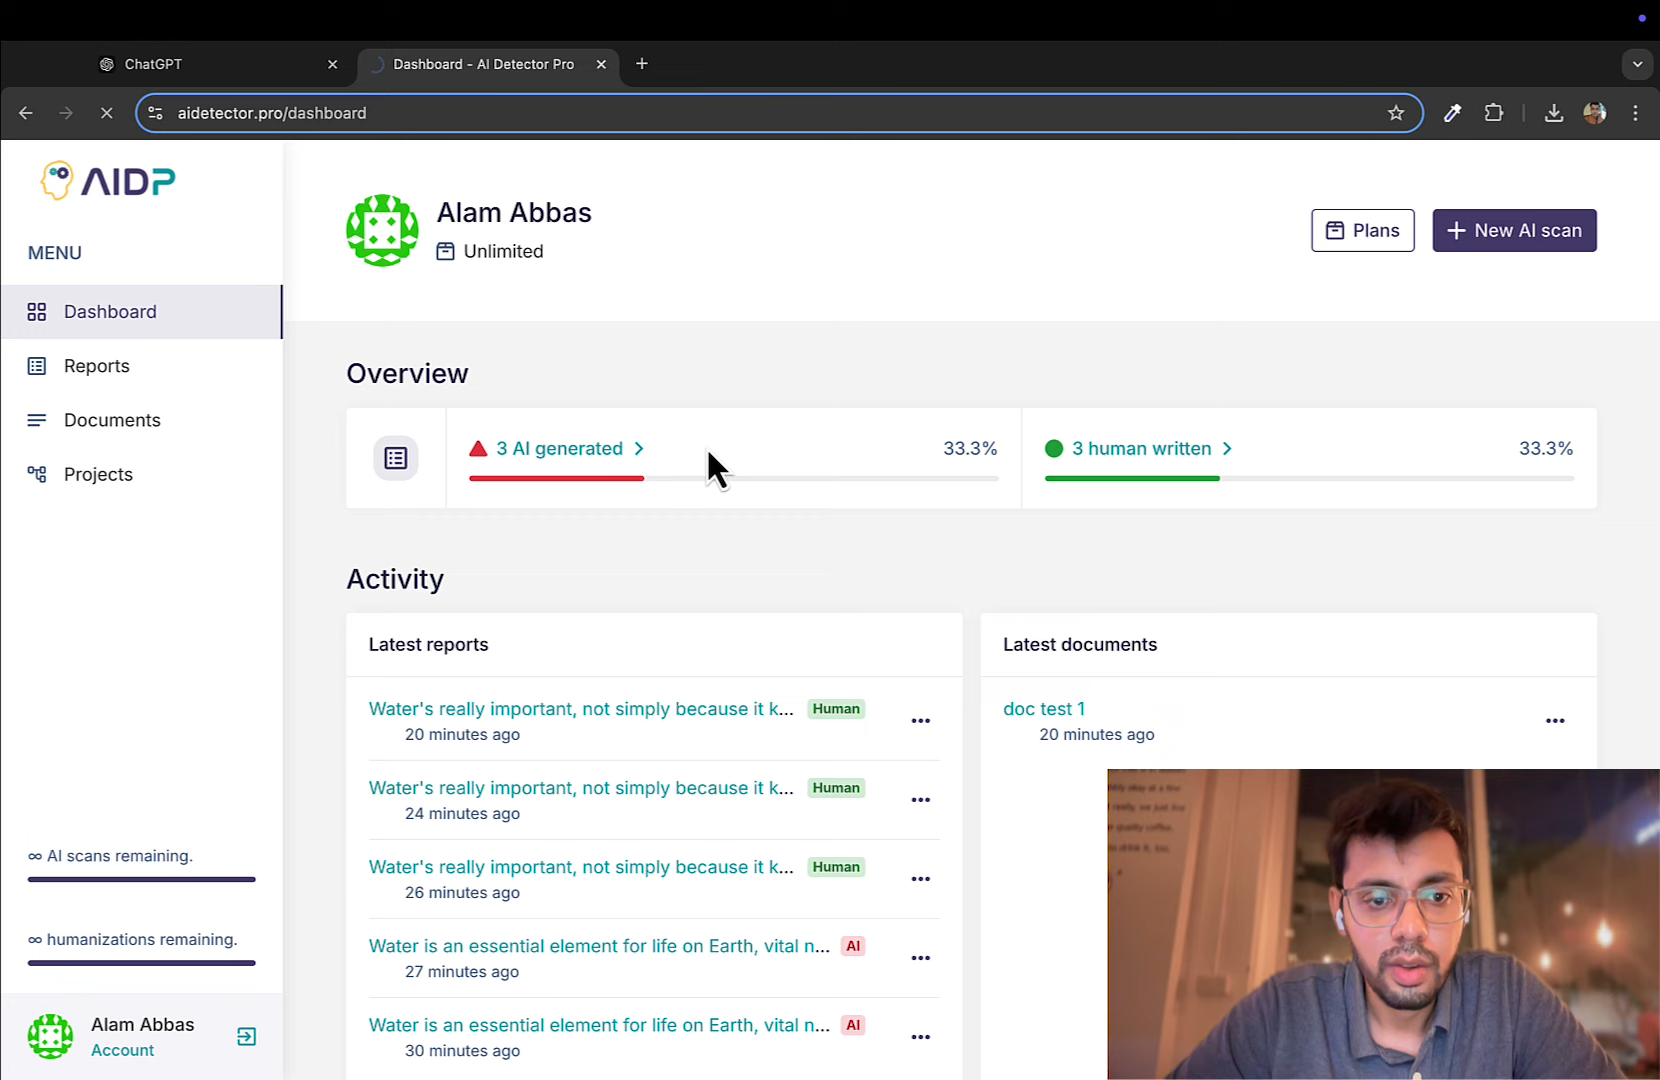 ChatGPT
Dashboard - AI Detector Pro
aidetector.pro/dashboard
AIDP
MENU
Dashboard
Reports
Documents
Projects
∞ AI scans remaining.
∞ humanizations remaining.
Alam Abbas
Account
Alam Abbas
Unlimited
Plans
New AI scan
Overview
3 AI generated
33.3%
3 human written
33.3%
Activity
Latest reports
Water's really important, not simply because it k... Human
20 minutes ago
Water's really important, not simply because it k... Human
24 minutes ago
Water's really important, not simply because it k... Human
26 minutes ago
Water is an essential element for life on Earth, vital n... AI
27 minutes ago
Water is an essential element for life on Earth, vital n... AI
30 minutes ago
Latest documents
doc test 1
20 minutes ago